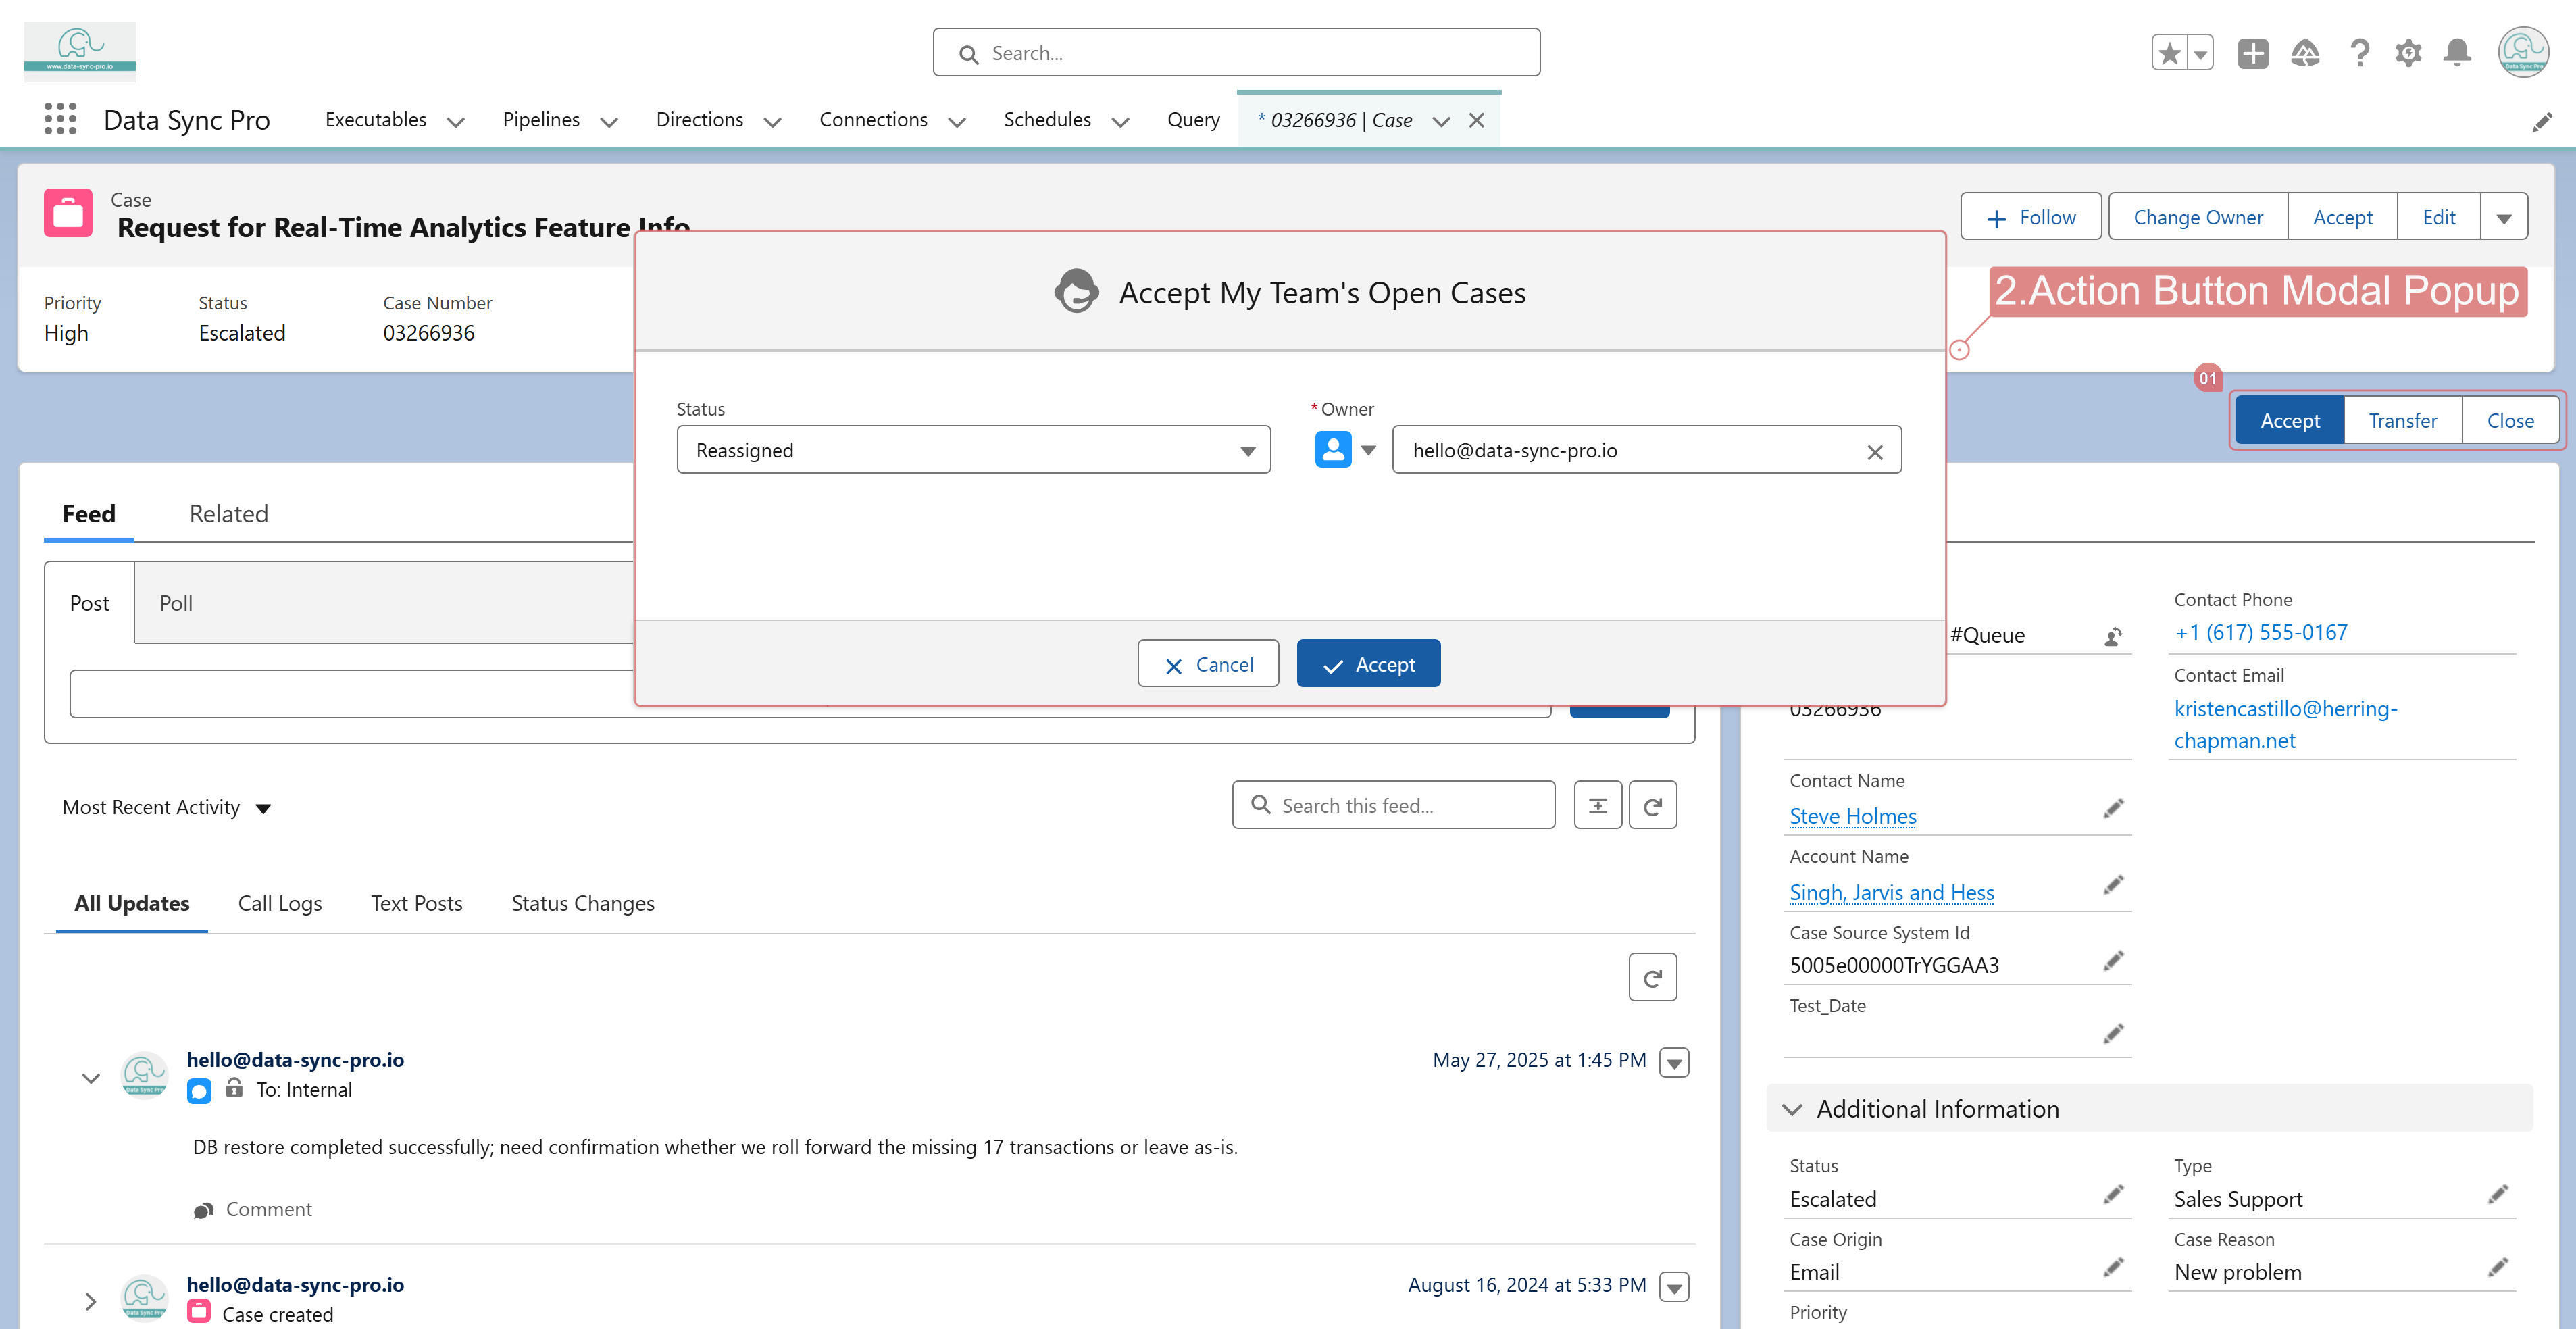 www.data-sync-pro.io
Search...
Data Sync Pro
Executables
Pipelines
Directions
Connections
Schedules
Query
* 03266936 | Case
Case
Request for Real-Time Analytics Feature Info
Follow
Change Owner
Accept
Edit
Priority
High
Status
Escalated
Case Number
03266936
2.Action Button Modal Popup
01
Accept
Transfer
Close
Accept My Team's Open Cases
Status
Reassigned
*Owner
hello@data-sync-pro.io
Cancel
Accept
Feed
Related
Post
Poll
Most Recent Activity
Search this feed...
All Updates
Call Logs
Text Posts
Status Changes
hello@data-sync-pro.io
To: Internal
May 27, 2025 at 1:45 PM
DB restore completed successfully; need confirmation whether we roll forward the missing 17 transactions or leave as-is.
Comment
hello@data-sync-pro.io
Case created
August 16, 2024 at 5:33 PM
#Queue
03266936
Contact Phone
+1 (617) 555-0167
Contact Email
kristencastillo@herring-
chapman.net
Contact Name
Steve Holmes
Account Name
Singh, Jarvis and Hess
Case Source System Id
5005e00000TrYGGAA3
Test_Date
Additional Information
Status
Escalated
Type
Sales Support
Case Origin
Email
Case Reason
New problem
Priority